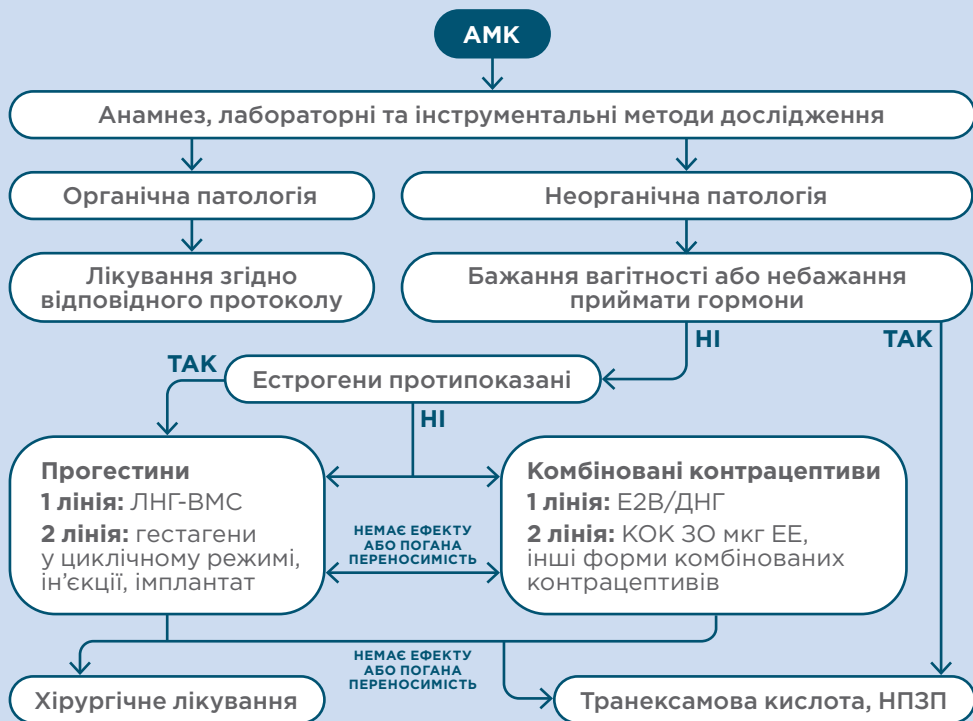 АМК
Анамнез, лабораторні та інструментальні методи дослідження
Органічна патологія
Неорганічна патологія
Лікування згідно
відповідного протоколу
Бажання вагітності або небажання
приймати гормони
НІ
ТАК
ТАК
Естрогени протипоказані
НІ
Прогестини
1 лінія: ЛНГ-ВМС
2 лінія: гестагени
у циклічному режимі,
ін'єкції, імплантат
НЕМАЄ ЕФЕКТУ
АБО ПОГАНА
ПЕРЕНОСИМІСТЬ
Комбіновані контрацептиви
1 лінія: Е2В/ДНГ
2 лінія: КОК ЗО мкг ЕЕ,
інші форми комбінованих
контрацептивів
НЕМАЄ ЕФЕКТУ
АБО ПОГАНА
ПЕРЕНОСИМІСТЬ
Хірургічне лікування
Транексамова кислота, НПЗП